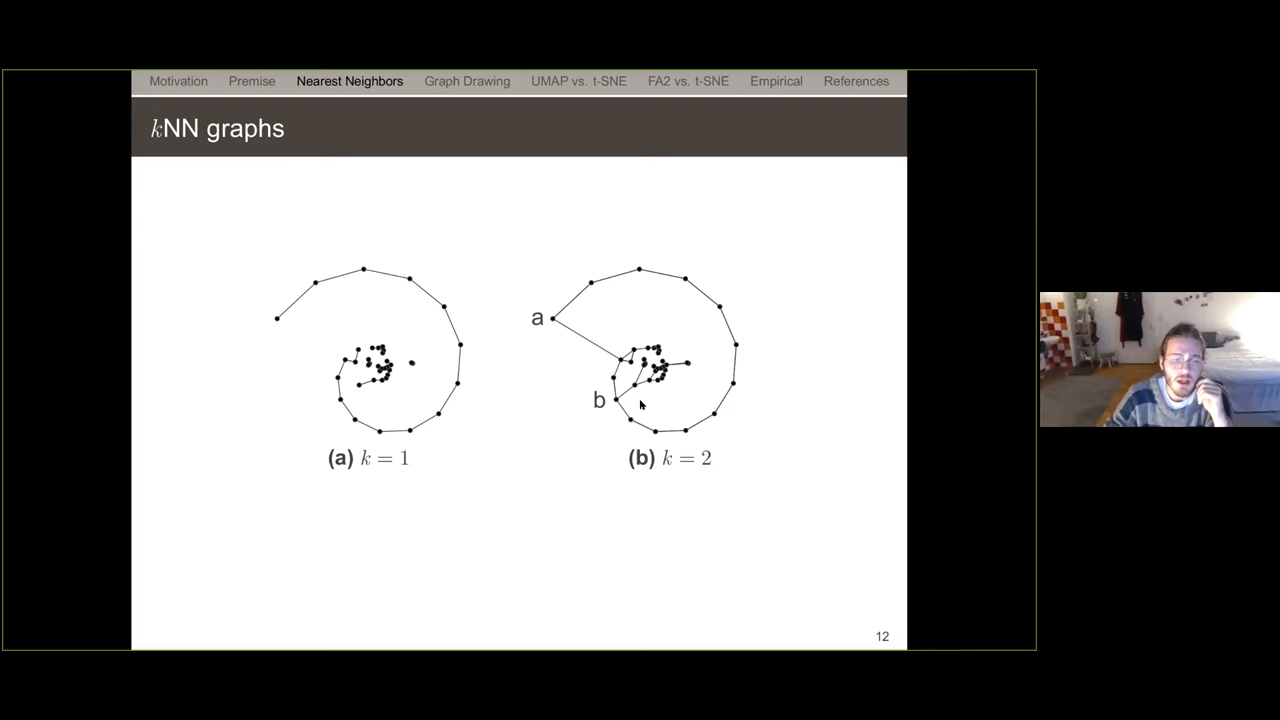 Motivation Premise Nearest Neighbors Graph Drawing UMAP vs. t-SNE FA2 vs. t-SNE Empirical References
kNN graphs
a
b
(a) k = 1
(b) k = 2
12